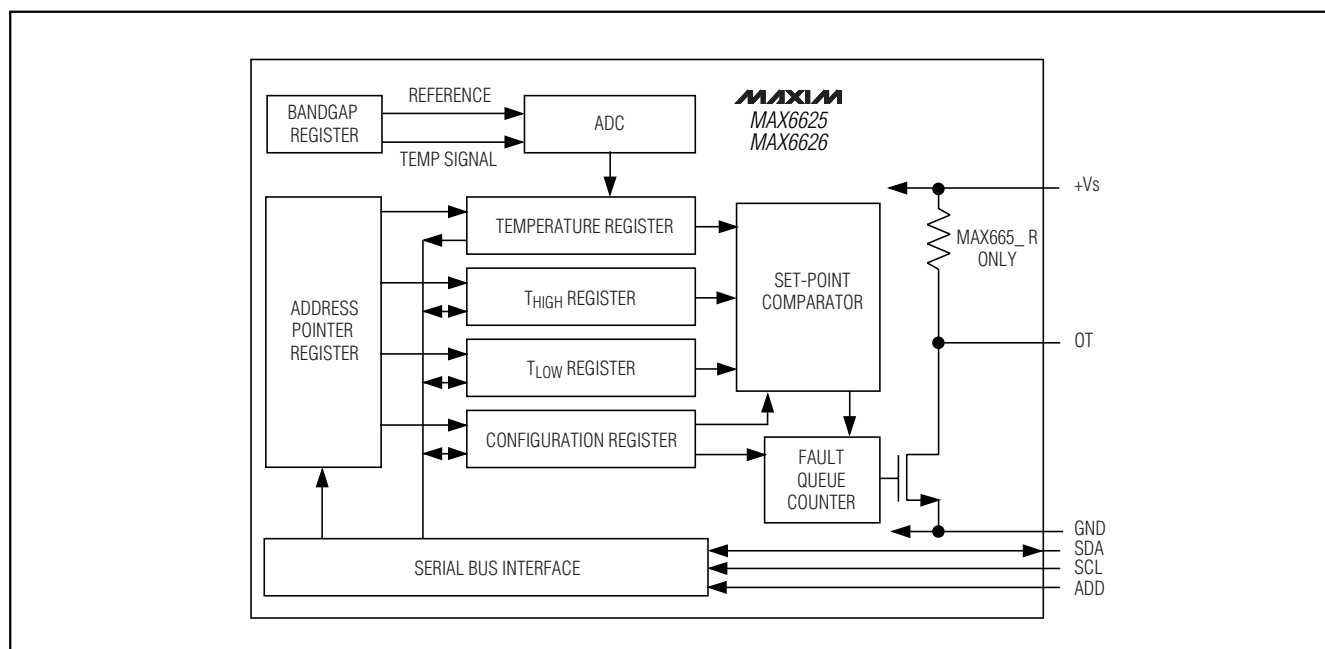 BANDGAP
REGISTER
REFERENCE
TEMP SIGNAL
ADC
MAXIM
MAX6625
MAX6626
+Vs
MAX665_ R
ONLY
ADDRESS
POINTER
REGISTER
TEMPERATURE REGISTER
THIGH REGISTER
TLOW REGISTER
CONFIGURATION REGISTER
SET-POINT
COMPARATOR
OT
FAULT
QUEUE
COUNTER
SERIAL BUS INTERFACE
GND
SDA
SCL
ADD